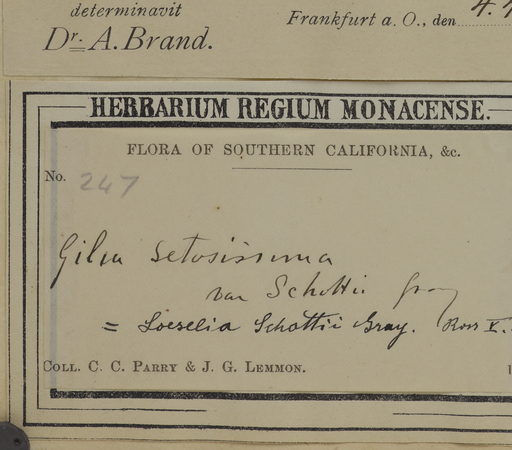 determinavit
Dr. A. Brand.
Frankfurt a. O., den
HERBARIUM REGIUM MONACENSE.
FLORA OF SOUTHERN CALIFORNIA, &c.
No. 247
Gilia setosissima
var Schottii Gray
= Loeselia Schottii Gray.
COLL. C. C. PARRY & J. G. LEMMON.